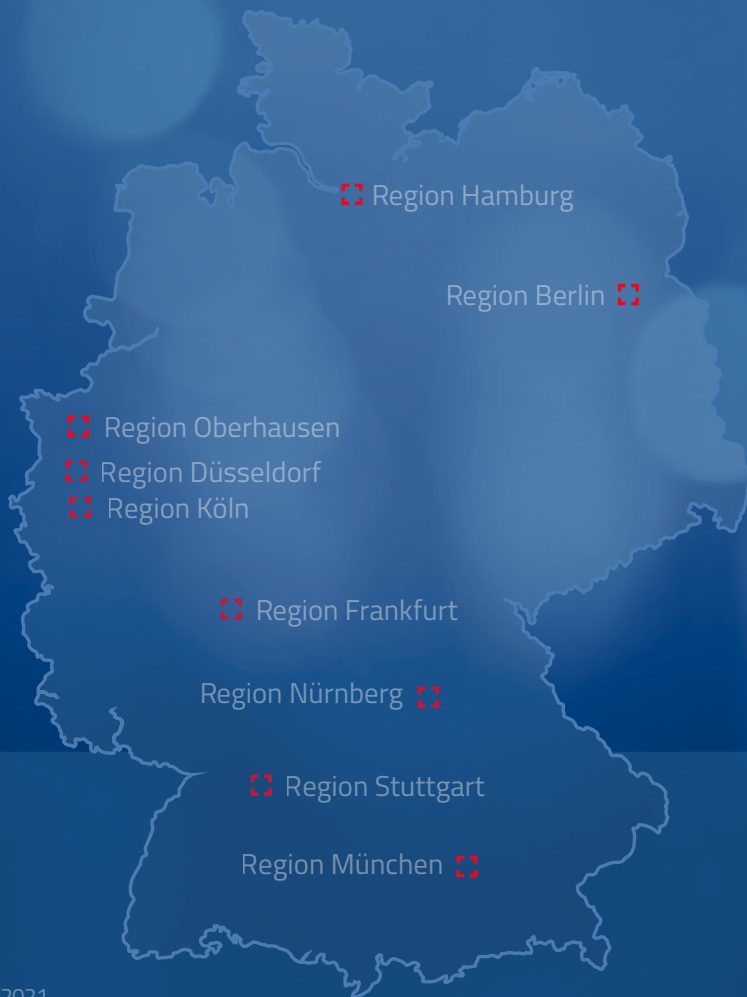 Region Hamburg
Region Berlin
Region Oberhausen
Region Düsseldorf
Region Köln
Region Frankfurt
Region Nürnberg
Region Stuttgart
Region München
2021